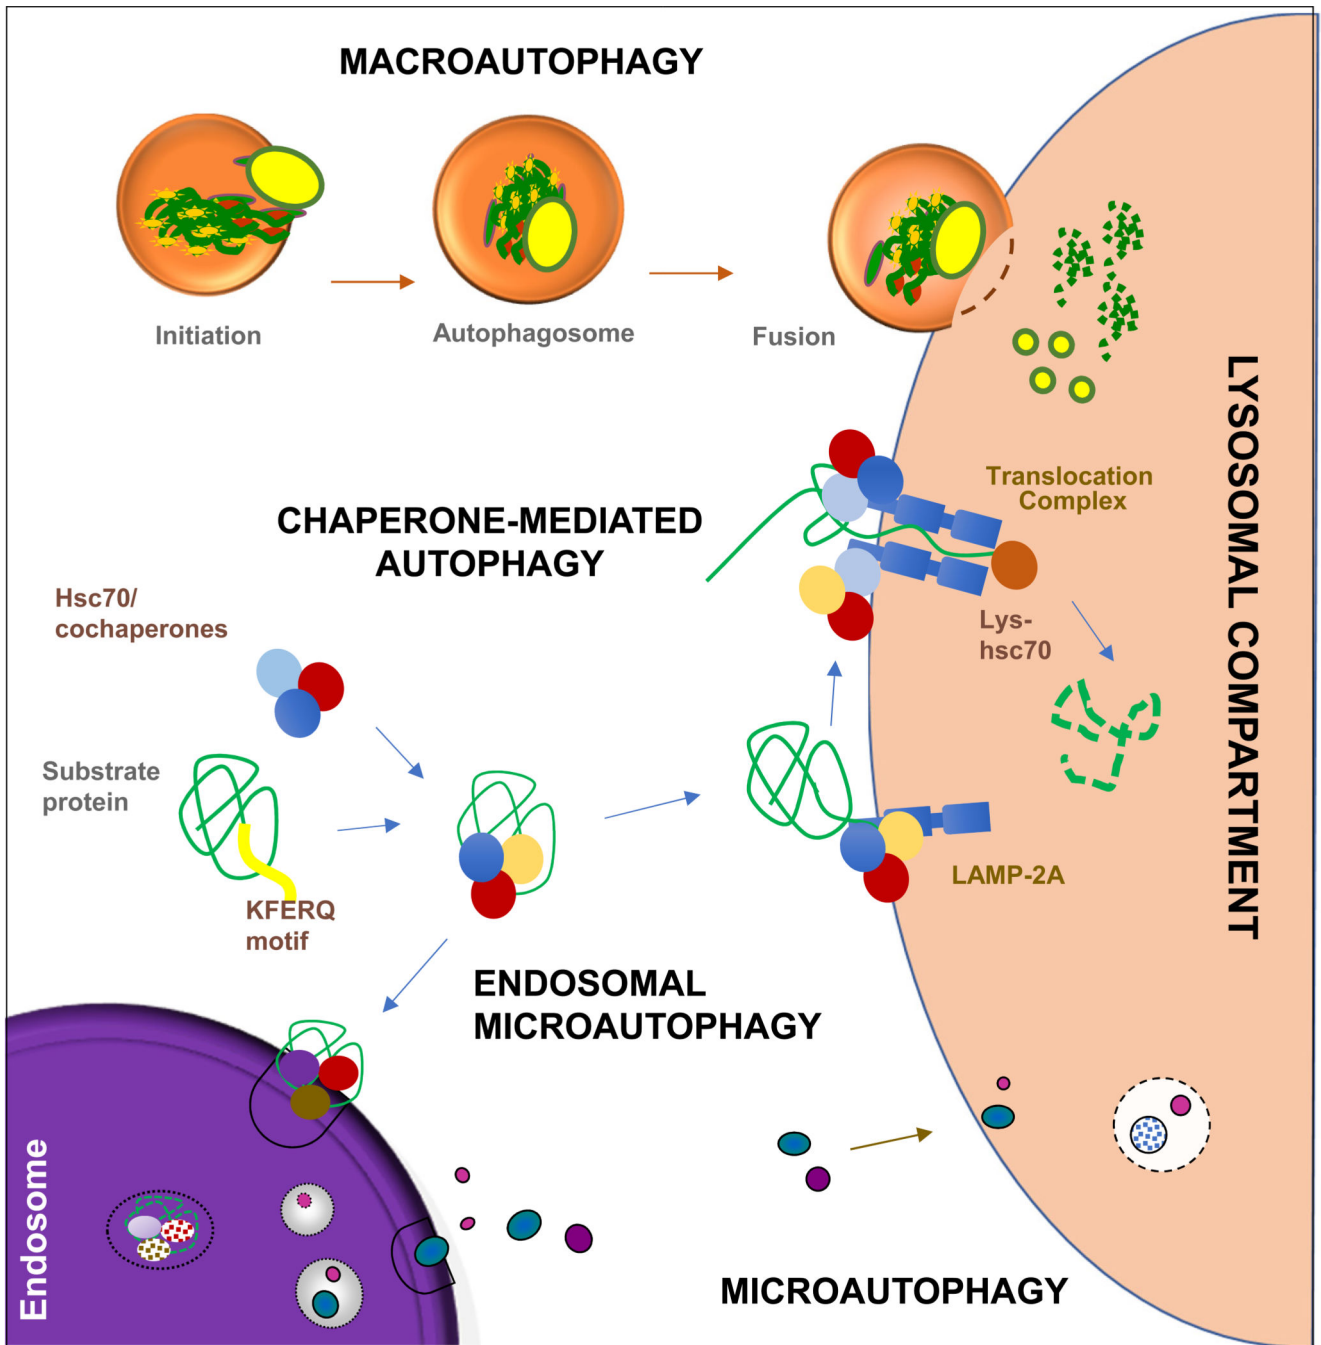 MACROAUTOPHAGY
Initiation
Autophagosome
Fusion
LYSOSOMAL COMPARTMENT
Translocation
Complex
CHAPERONE-MEDIATED
AUTOPHAGY
Hsc70/
cochaperones
Lys-
hsc70
Substrate
protein
KFERQ
motif
LAMP-2A
ENDOSOMAL
MICROAUTOPHAGY
Endosome
MICROAUTOPHAGY